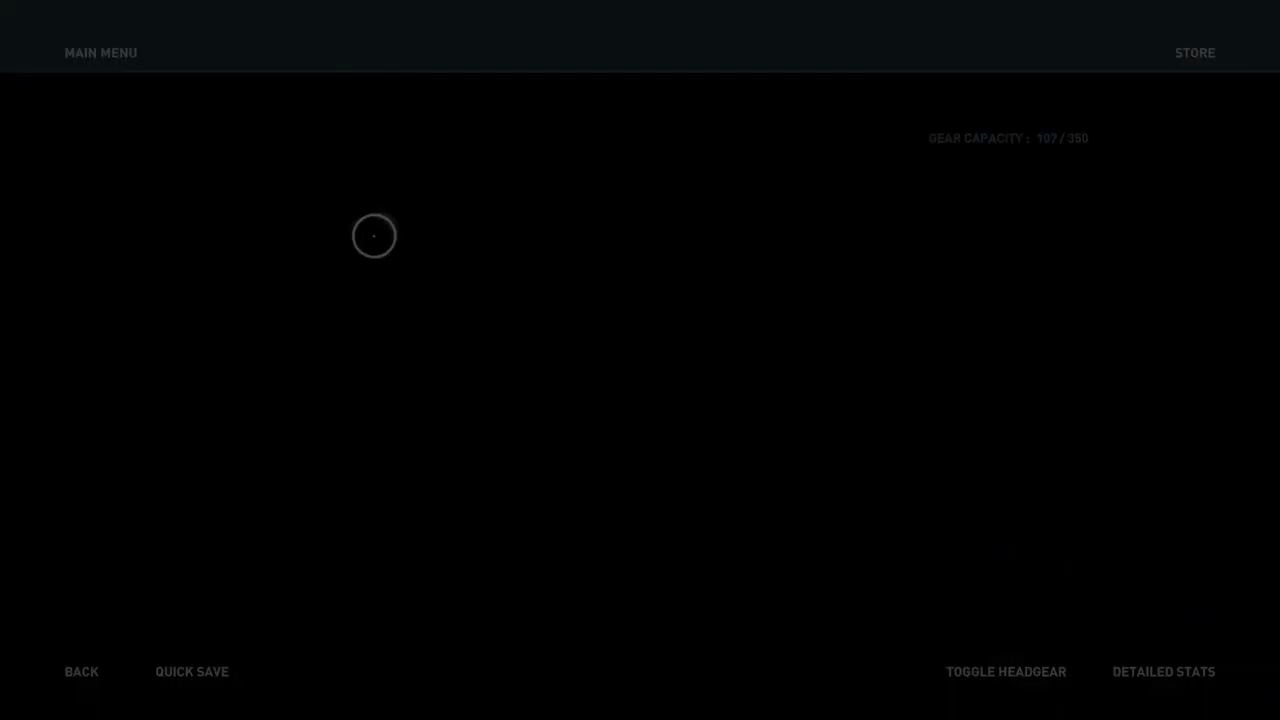 MAIN MENU
STORE
GEAR CAPACITY : 107 / 350
BACK
QUICK SAVE
TOGGLE HEADGEAR
DETAILED STATS